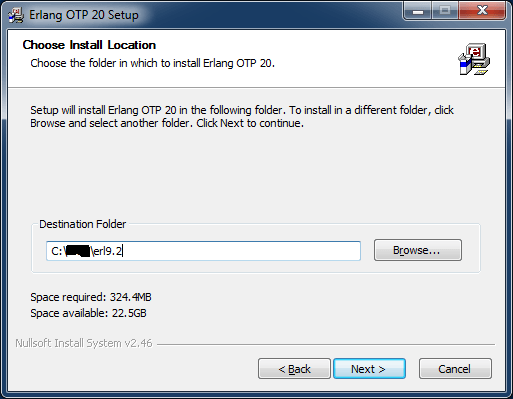 Erlang OTP 20 Setup
Choose Install Location
Choose the folder in which to install Erlang OTP 20.
Setup will install Erlang OTP 20 in the following folder. To install in a different folder, click
Browse and select another folder. Click Next to continue.
Destination Folder
C:\ \erl9.2
Browse...
Space required: 324.4MB
Space available: 22.5GB
Nullsoft Install System v2.46
< Back
Next >
Cancel